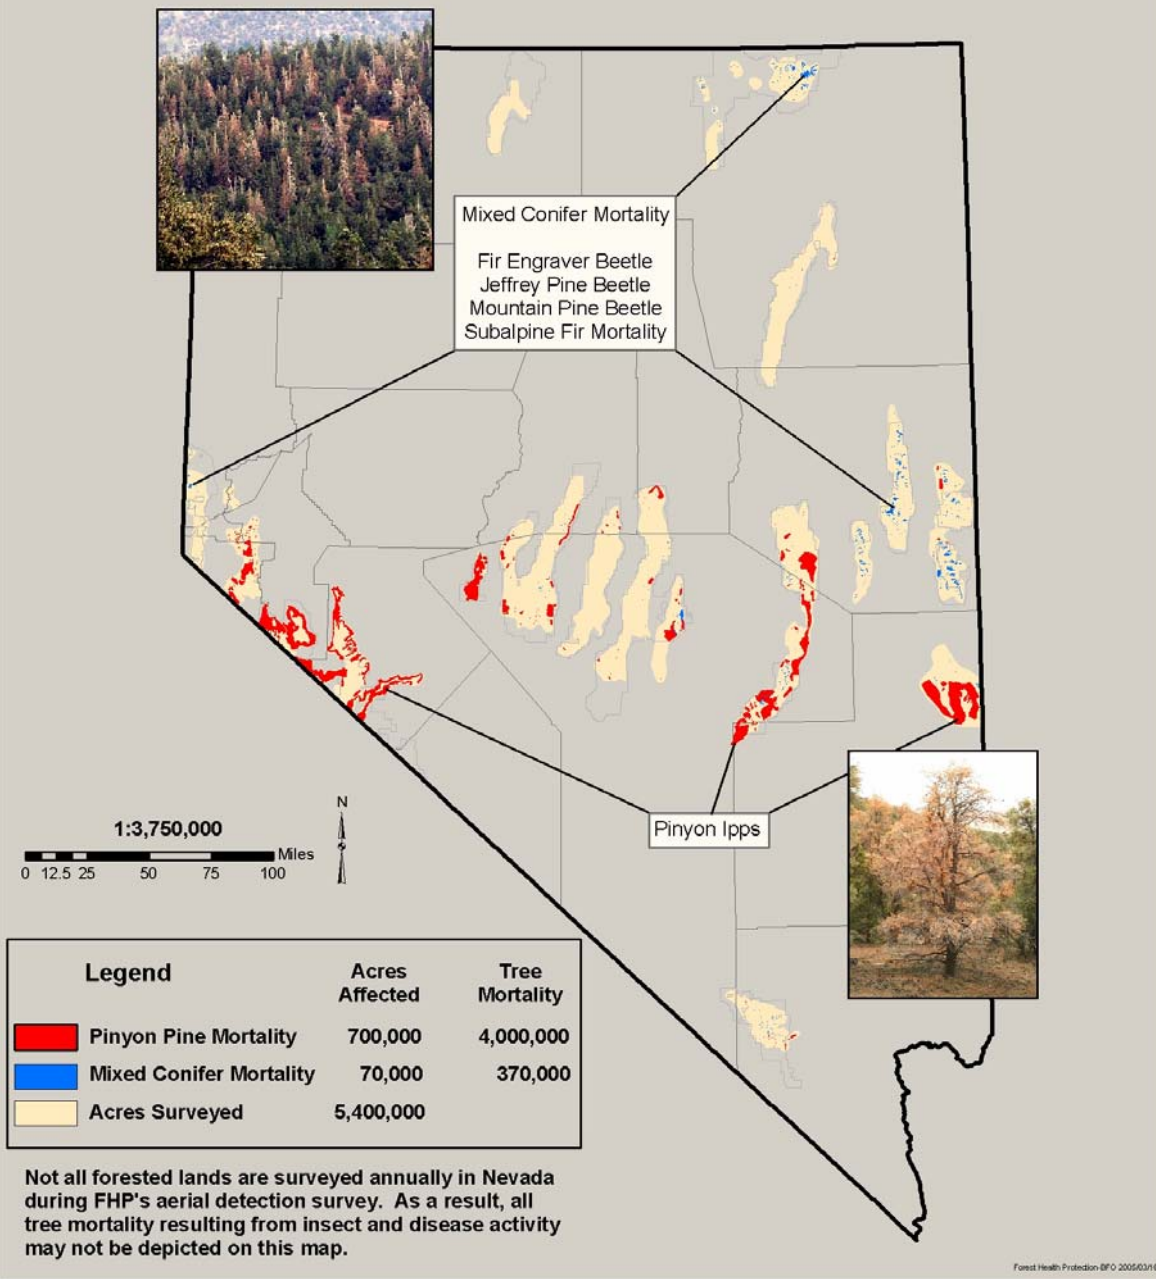 Mixed Conifer Mortality
Fir Engraver Beetle
Jeffrey Pine Beetle
Mountain Pine Beetle
Subalpine Fir Mortality
Pinyon Ipps
N
1:3,750,000
Miles
0 12.5 25 50 75 100
Legend
Acres Affected
Tree Mortality
Pinyon Pine Mortality 700,000 4,000,000
Mixed Conifer Mortality 70,000 370,000
Acres Surveyed 5,400,000
Not all forested lands are surveyed annually in Nevada
during FHP's aerial detection survey. As a result, all
tree mortality resulting from insect and disease activity
may not be depicted on this map.
Forest Health Protection-BFO